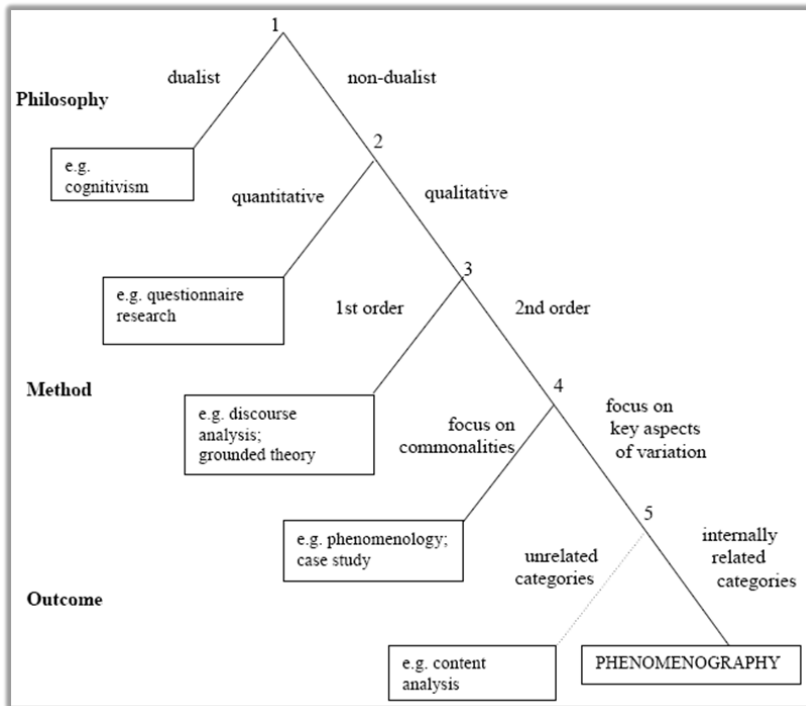 1
dualist
non-dualist
Philosophy
2
e.g.
cognitivism
quantitative
qualitative
3
e.g. questionnaire
research
1st order
2nd order
Method
4
e.g. discourse
analysis;
grounded theory
focus on
commonalities
focus on
key aspects
of variation
5
e.g. phenomenology;
case study
unrelated
categories
internally
related
categories
Outcome
e.g. content
analysis
PHENOMENOGRAPHY